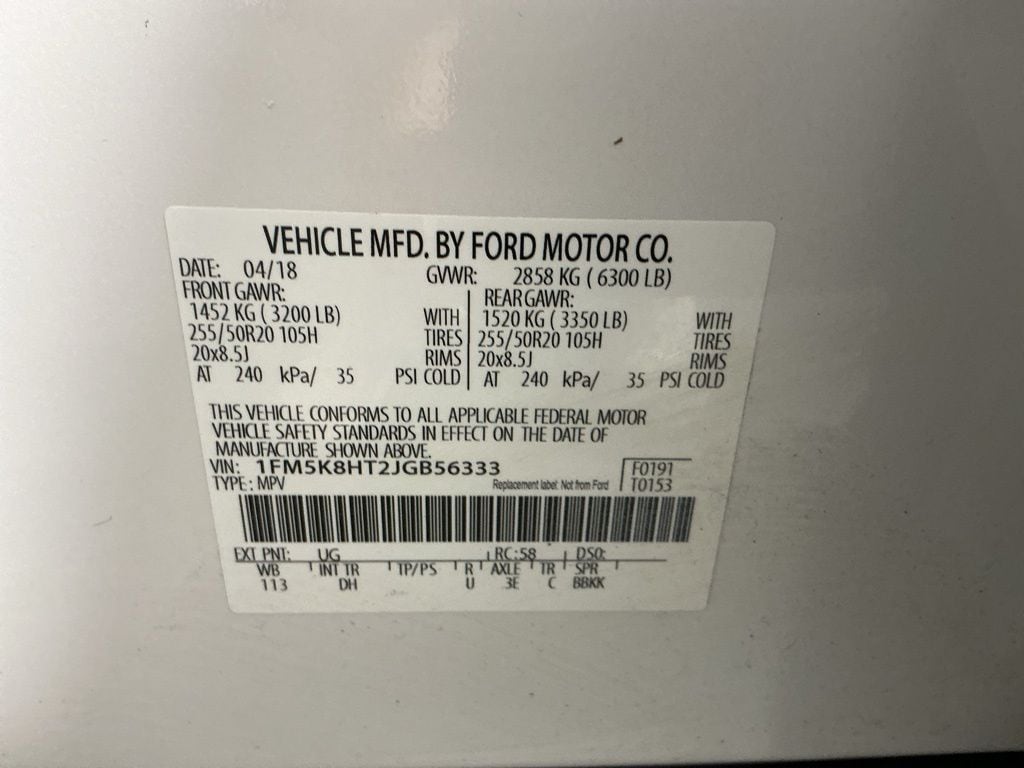 VEHICLE MFD. BY FORD MOTOR CO.
DATE: 04/18 GVWR: 2858 KG ( 6300 LB)
FRONT GAWR: REAR GAWR:
1452 KG ( 3200 LB) WITH 1520 KG ( 3350 LB) WITH
255/50R20 105H TIRES 255/50R20 105H TIRES
20x8.5J RIMS 20x8.5J RIMS
AT 240 kPa/ 35 PSI COLD AT 240 kPa/ 35 PSI COLD
THIS VEHICLE CONFORMS TO ALL APPLICABLE FEDERAL MOTOR
VEHICLE SAFETY STANDARDS IN EFFECT ON THE DATE OF
MANUFACTURE SHOWN ABOVE.
VIN: 1FM5K8HT2JGB56333 F0191
TYPE: MPV Replacement label: Not from Ford T0153
EXT PNT: UG RC:58 DSO:
WB INT TR TP/PS R AXLE TR SPR
113 DH U 3E C BBKK